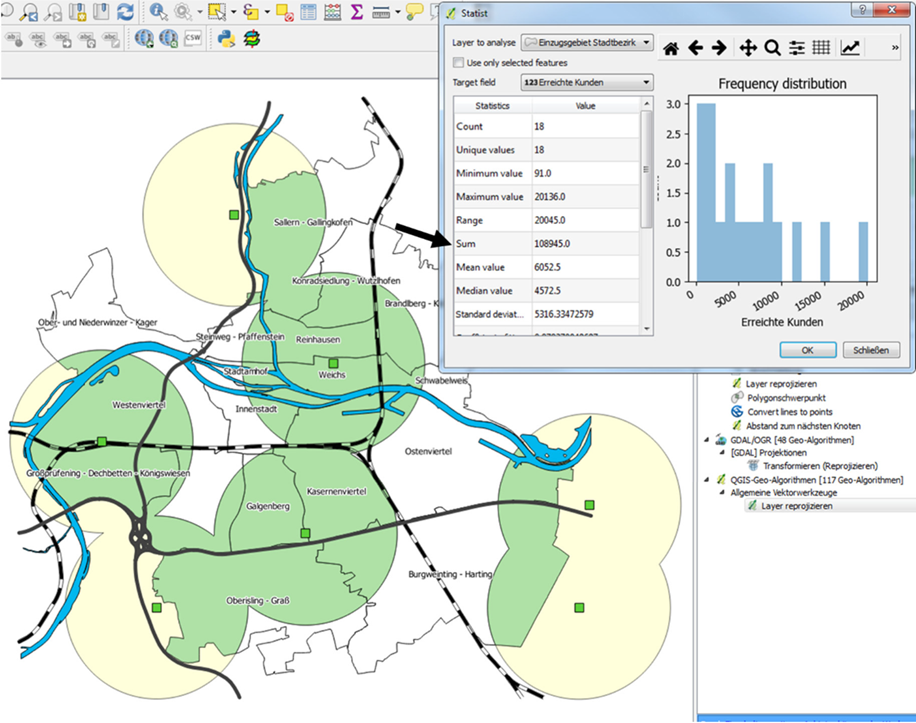 CSW
Statist
Layer to analyse
Einzugsgebiet Stadtbezirk
Use only selected features
Target field
123 Erreichte Kunden
Statistics Value
Count 18
Unique values 18
Minimum value 91.0
Maximum value 20136.0
Range 20045.0
Sum 108945.0
Mean value 6052.5
Median value 4572.5
Standard deviat... 5316.33472579
»
Frequency distribution
3.0
2.5
2.0
1.5
1.0
0.5
0.0
0 5000 10000 15000 20000
Erreichte Kunden
OK Schließen
Layer reprojizieren
Polygonschwerpunkt
Convert lines to points
Abstand zum nächsten Knoten
GDAL/OGR [48 Geo-Algorithmen]
[GDAL] Projektionen
Transformieren (Reprojizieren)
QGIS-Geo-Algorithmen [117 Geo-Algorithmen]
Allgemeine Vektorwerkzeuge
Layer reprojizieren
Sallern - Gallingkofen
Konradsiedlung - Wutzlhofen
Brandlberg - K
Ober- und Niederwinzer - Kager
Steinweg - Pfaffenstein
Reinhausen
Stadtamhof
Weichs
Schwabelweis
Westenviertel
Innenstadt
Ostenviertel
Großprüfening - Dechbetten - Königswiesen
Kasernenviertel
Galgenberg
Burgweinting - Harting
Oberisling - Graß